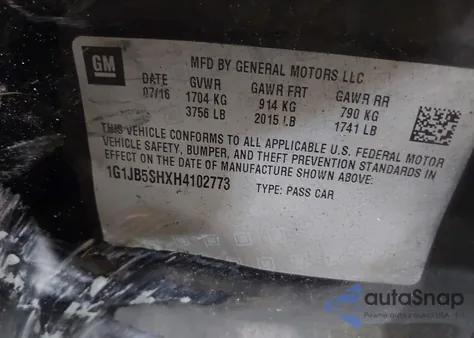 GM
MFD BY GENERAL MOTORS LLC
DATE GVWR GAWR FRT GAWR RR
07/16 1704 KG 914 KG 790 KG
3756 LB 2015 LB 1741 LB
THIS VEHICLE CONFORMS TO ALL APPLICABLE U.S. FEDERAL MOTOR
VEHICLE SAFETY, BUMPER, AND THEFT PREVENTION STANDARDS IN
EFFECT ON THE DATE OF MANUFACTURE SHOWN ABOVE:
1G1JB5SHXH4102773 TYPE: PASS CAR
autoSnap